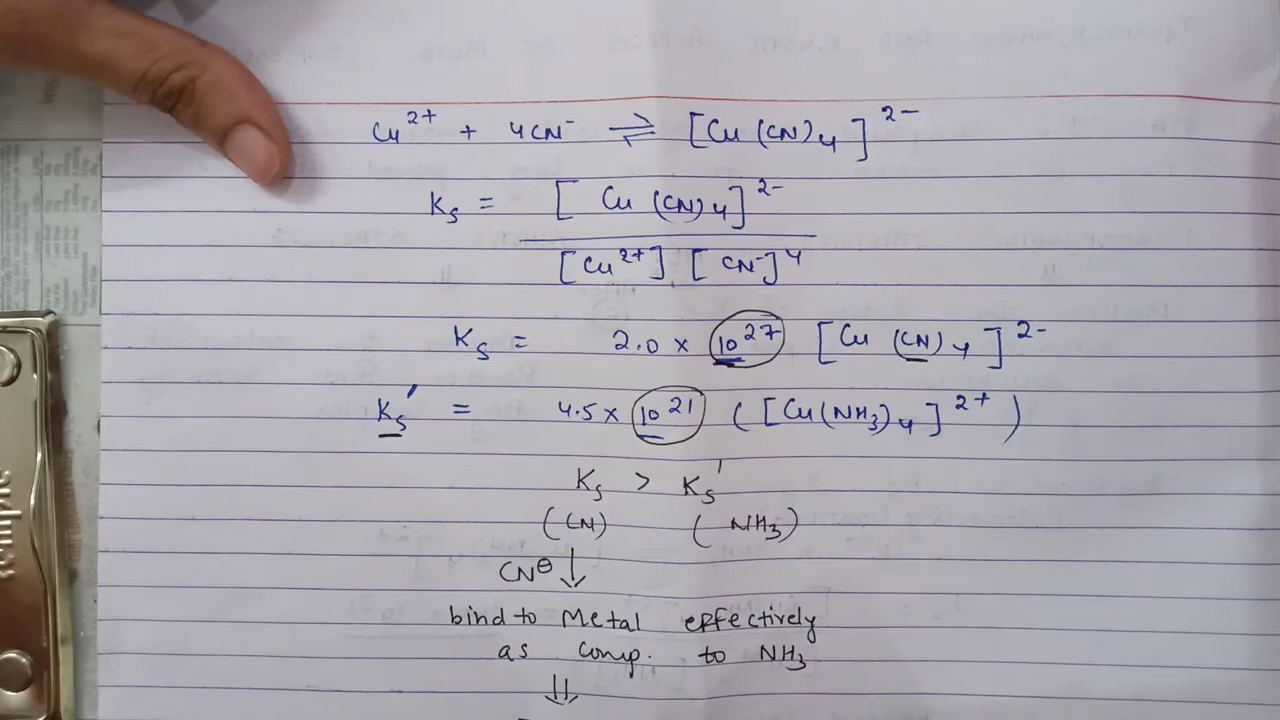 Cu²⁺ + 4CN⁻ ⇌ [Cu(CN)₄]²⁻
Kₛ = [Cu(CN)₄]²⁻
[Cu²⁺] [CN⁻]⁴
Kₛ = 2.0 × 10²⁷ [Cu(CN)₄]²⁻
Kₛ' = 4.5 × 10²¹ ([Cu(NH₃)₄]²⁺)
Kₛ > Kₛ'
(CN) (NH₃)
CN⊖ ↓
bind to Metal effectively
as comp. to NH₃
⇓